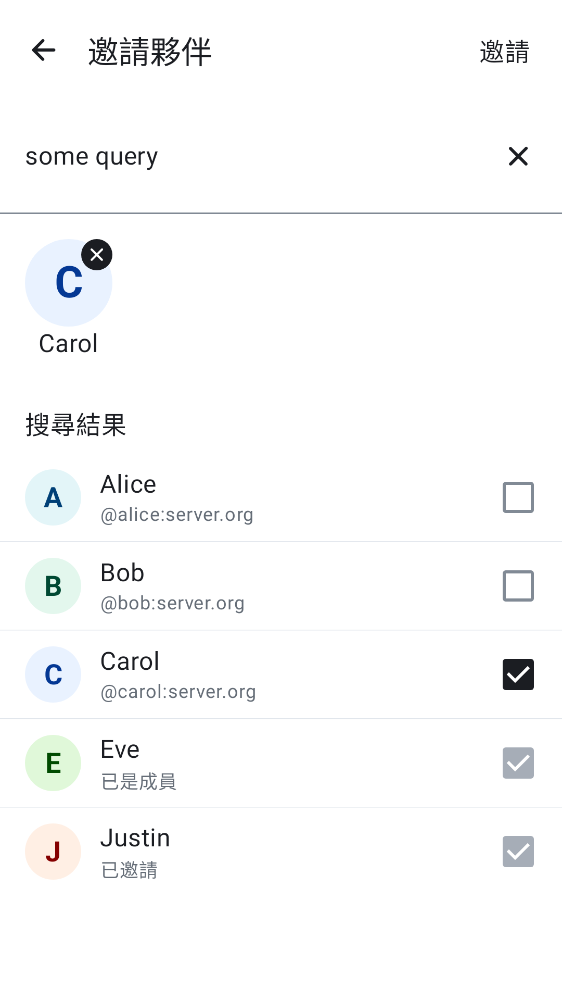 邀請夥伴
邀請
some query
C
Carol
搜尋結果
A
Alice
@alice:server.org
B
Bob
@bob:server.org
C
Carol
@carol:server.org
E
Eve
已是成員
J
Justin
已邀請